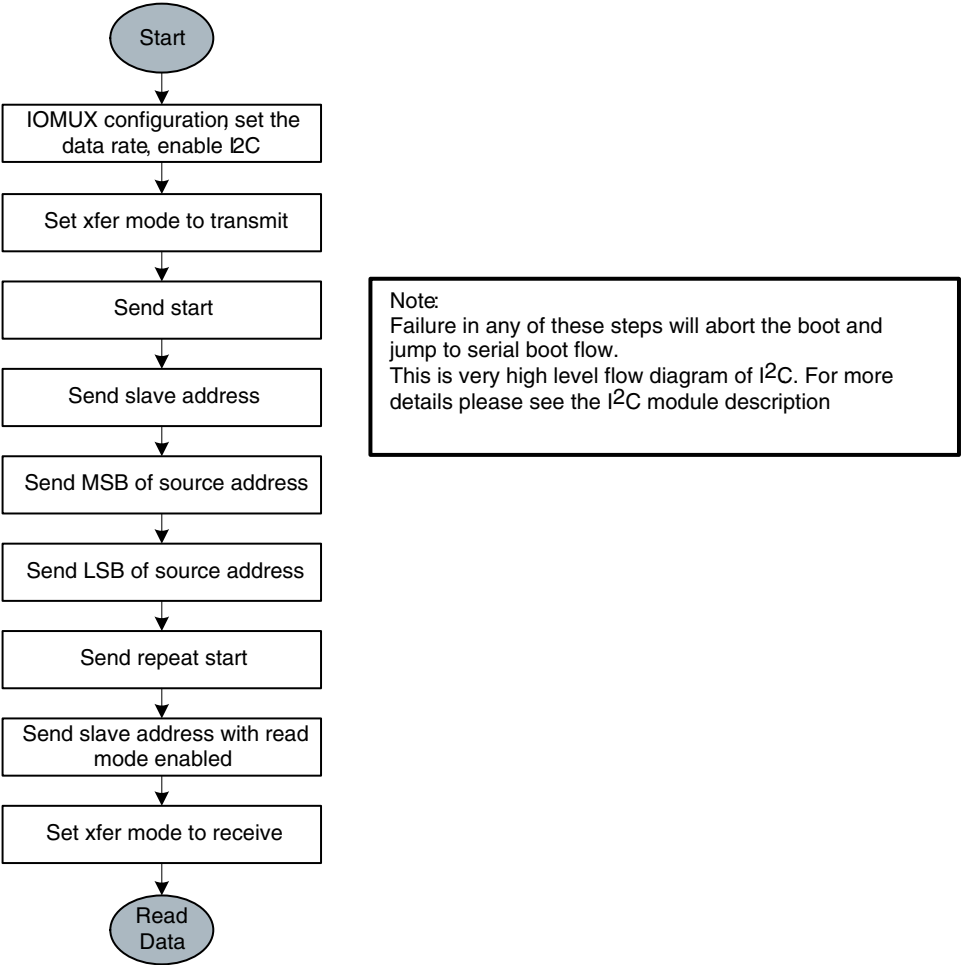 Start
IOMUX configuration, set the
data rate, enable I2C
Set xfer mode to transmit
Send start
Send slave address
Send MSB of source address
Send LSB of source address
Send repeat start
Send slave address with read
mode enabled
Set xfer mode to receive
Read
Data
Note:
Failure in any of these steps will abort the boot and
jump to serial boot flow.
This is very high level flow diagram of I2C. For more
details please see the I2C module description